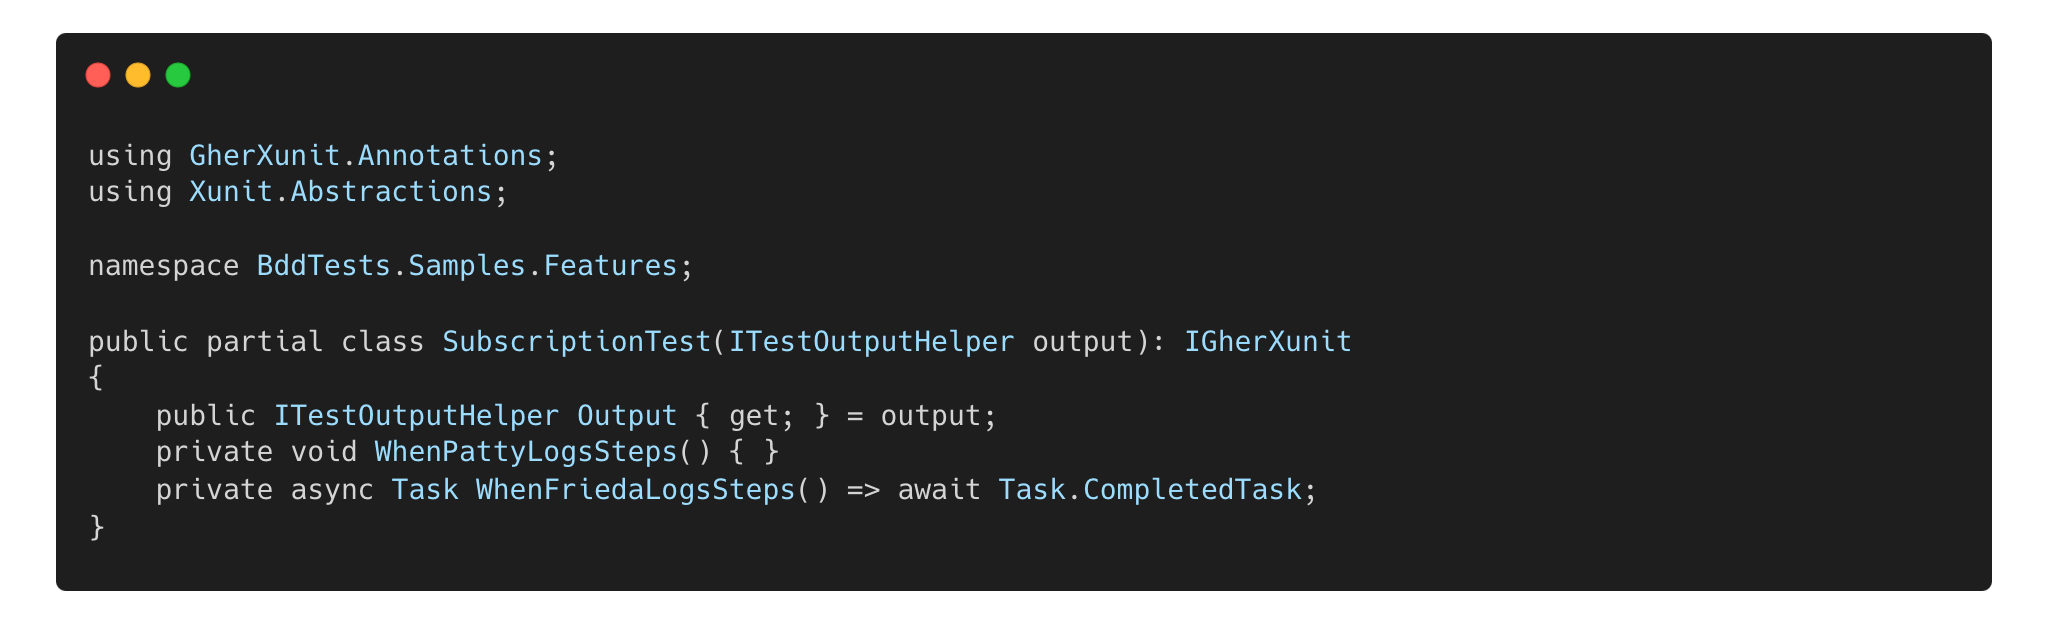 using GherXunit.Annotations;
using Xunit.Abstractions;

namespace BddTests.Samples.Features;

public partial class SubscriptionTest(ITestOutputHelper output): IGherXunit
{
    public ITestOutputHelper Output { get; } = output;
    private void WhenPattyLogsSteps() { }
    private async Task WhenFriedaLogsSteps() => await Task.CompletedTask;
}